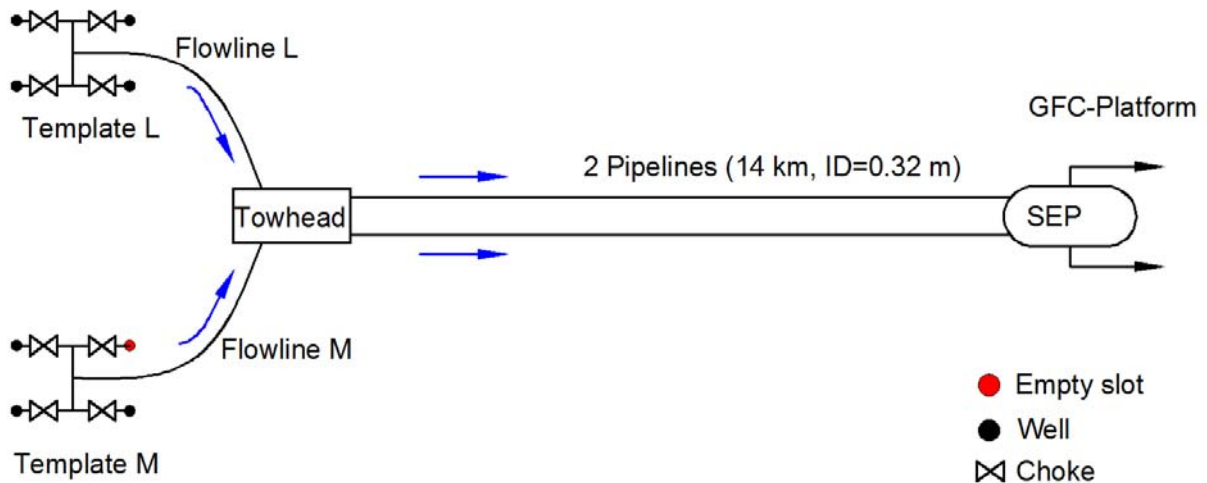 Flowline L
Template L
GFC-Platform
2 Pipelines (14 km, ID=0.32 m)
Towhead
SEP
Flowline M
Template M
Empty slot
Well
Choke